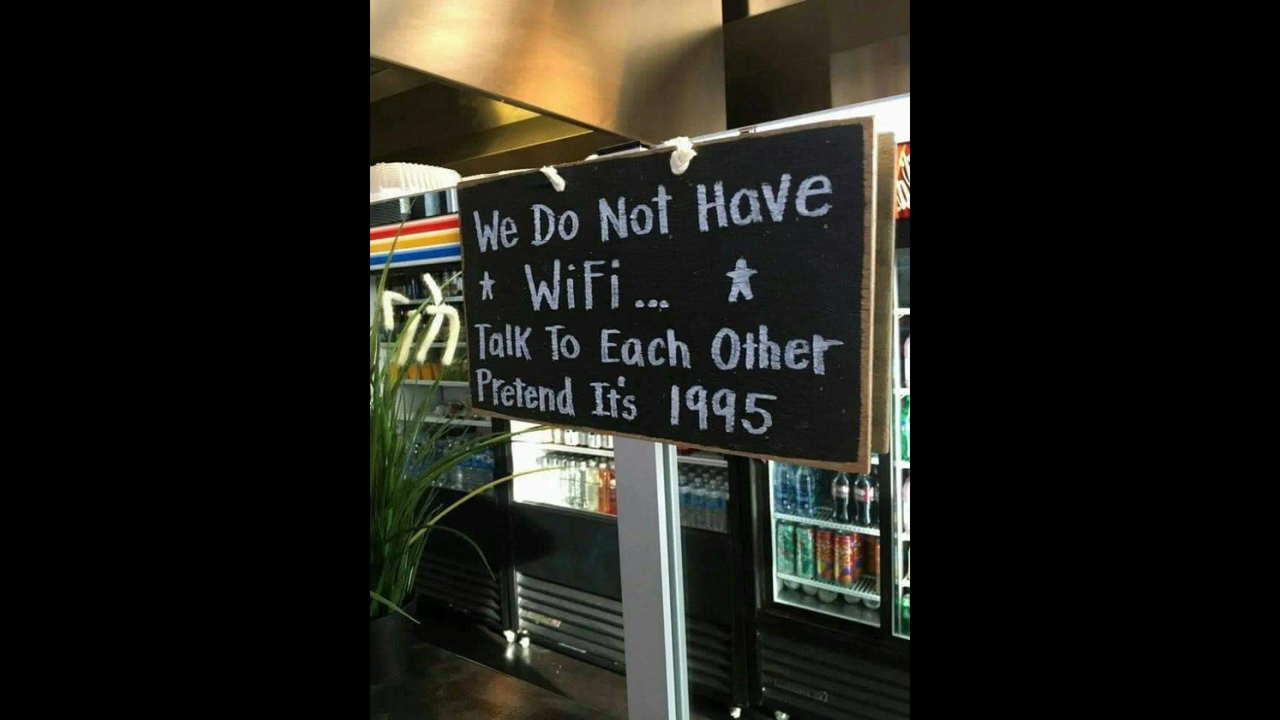 We Do Not Have
WiFi...
Talk To Each Other
Pretend It's 1995